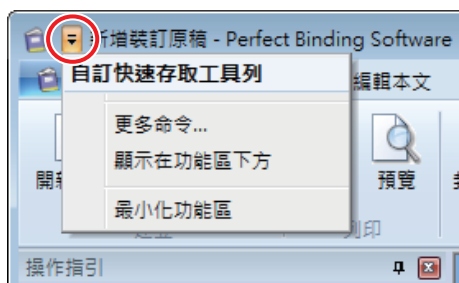 新增裝訂原稿 - Perfect Binding Software
自訂快速存取工具列
編輯本文
更多命令...
顯示在功能區下方
預覽
最小化功能區
列印
操作指引